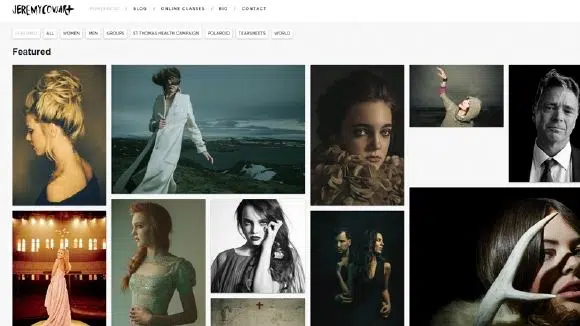 JEREMYCOWART
PORTFOLIO / BLOG / ONLINE CLASSES / BIO / CONTACT
FEATURED ALL WOMEN MEN GROUPS ST THOMAS HEALTH CAMPAIGN POLAROID TEARSHEETS WORLD
Featured